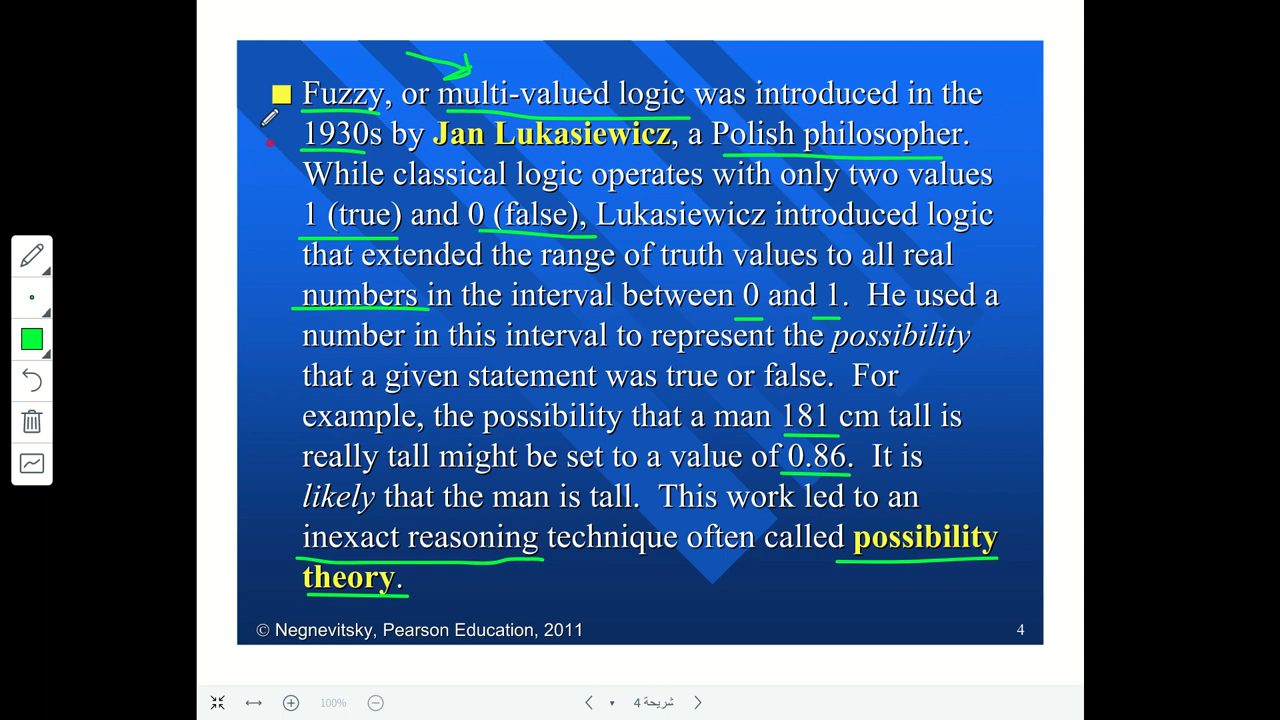 Fuzzy, or multi-valued logic was introduced in the
1930s by Jan Lukasiewicz, a Polish philosopher.
While classical logic operates with only two values
1 (true) and 0 (false), Lukasiewicz introduced logic
that extended the range of truth values to all real
numbers in the interval between 0 and 1.  He used a
number in this interval to represent the possibility
that a given statement was true or false.  For
example, the possibility that a man 181 cm tall is
really tall might be set to a value of 0.86.  It is
likely that the man is tall.  This work led to an
inexact reasoning technique often called possibility
theory.
© Negnevitsky, Pearson Education, 2011
4
100%
شريحة 4